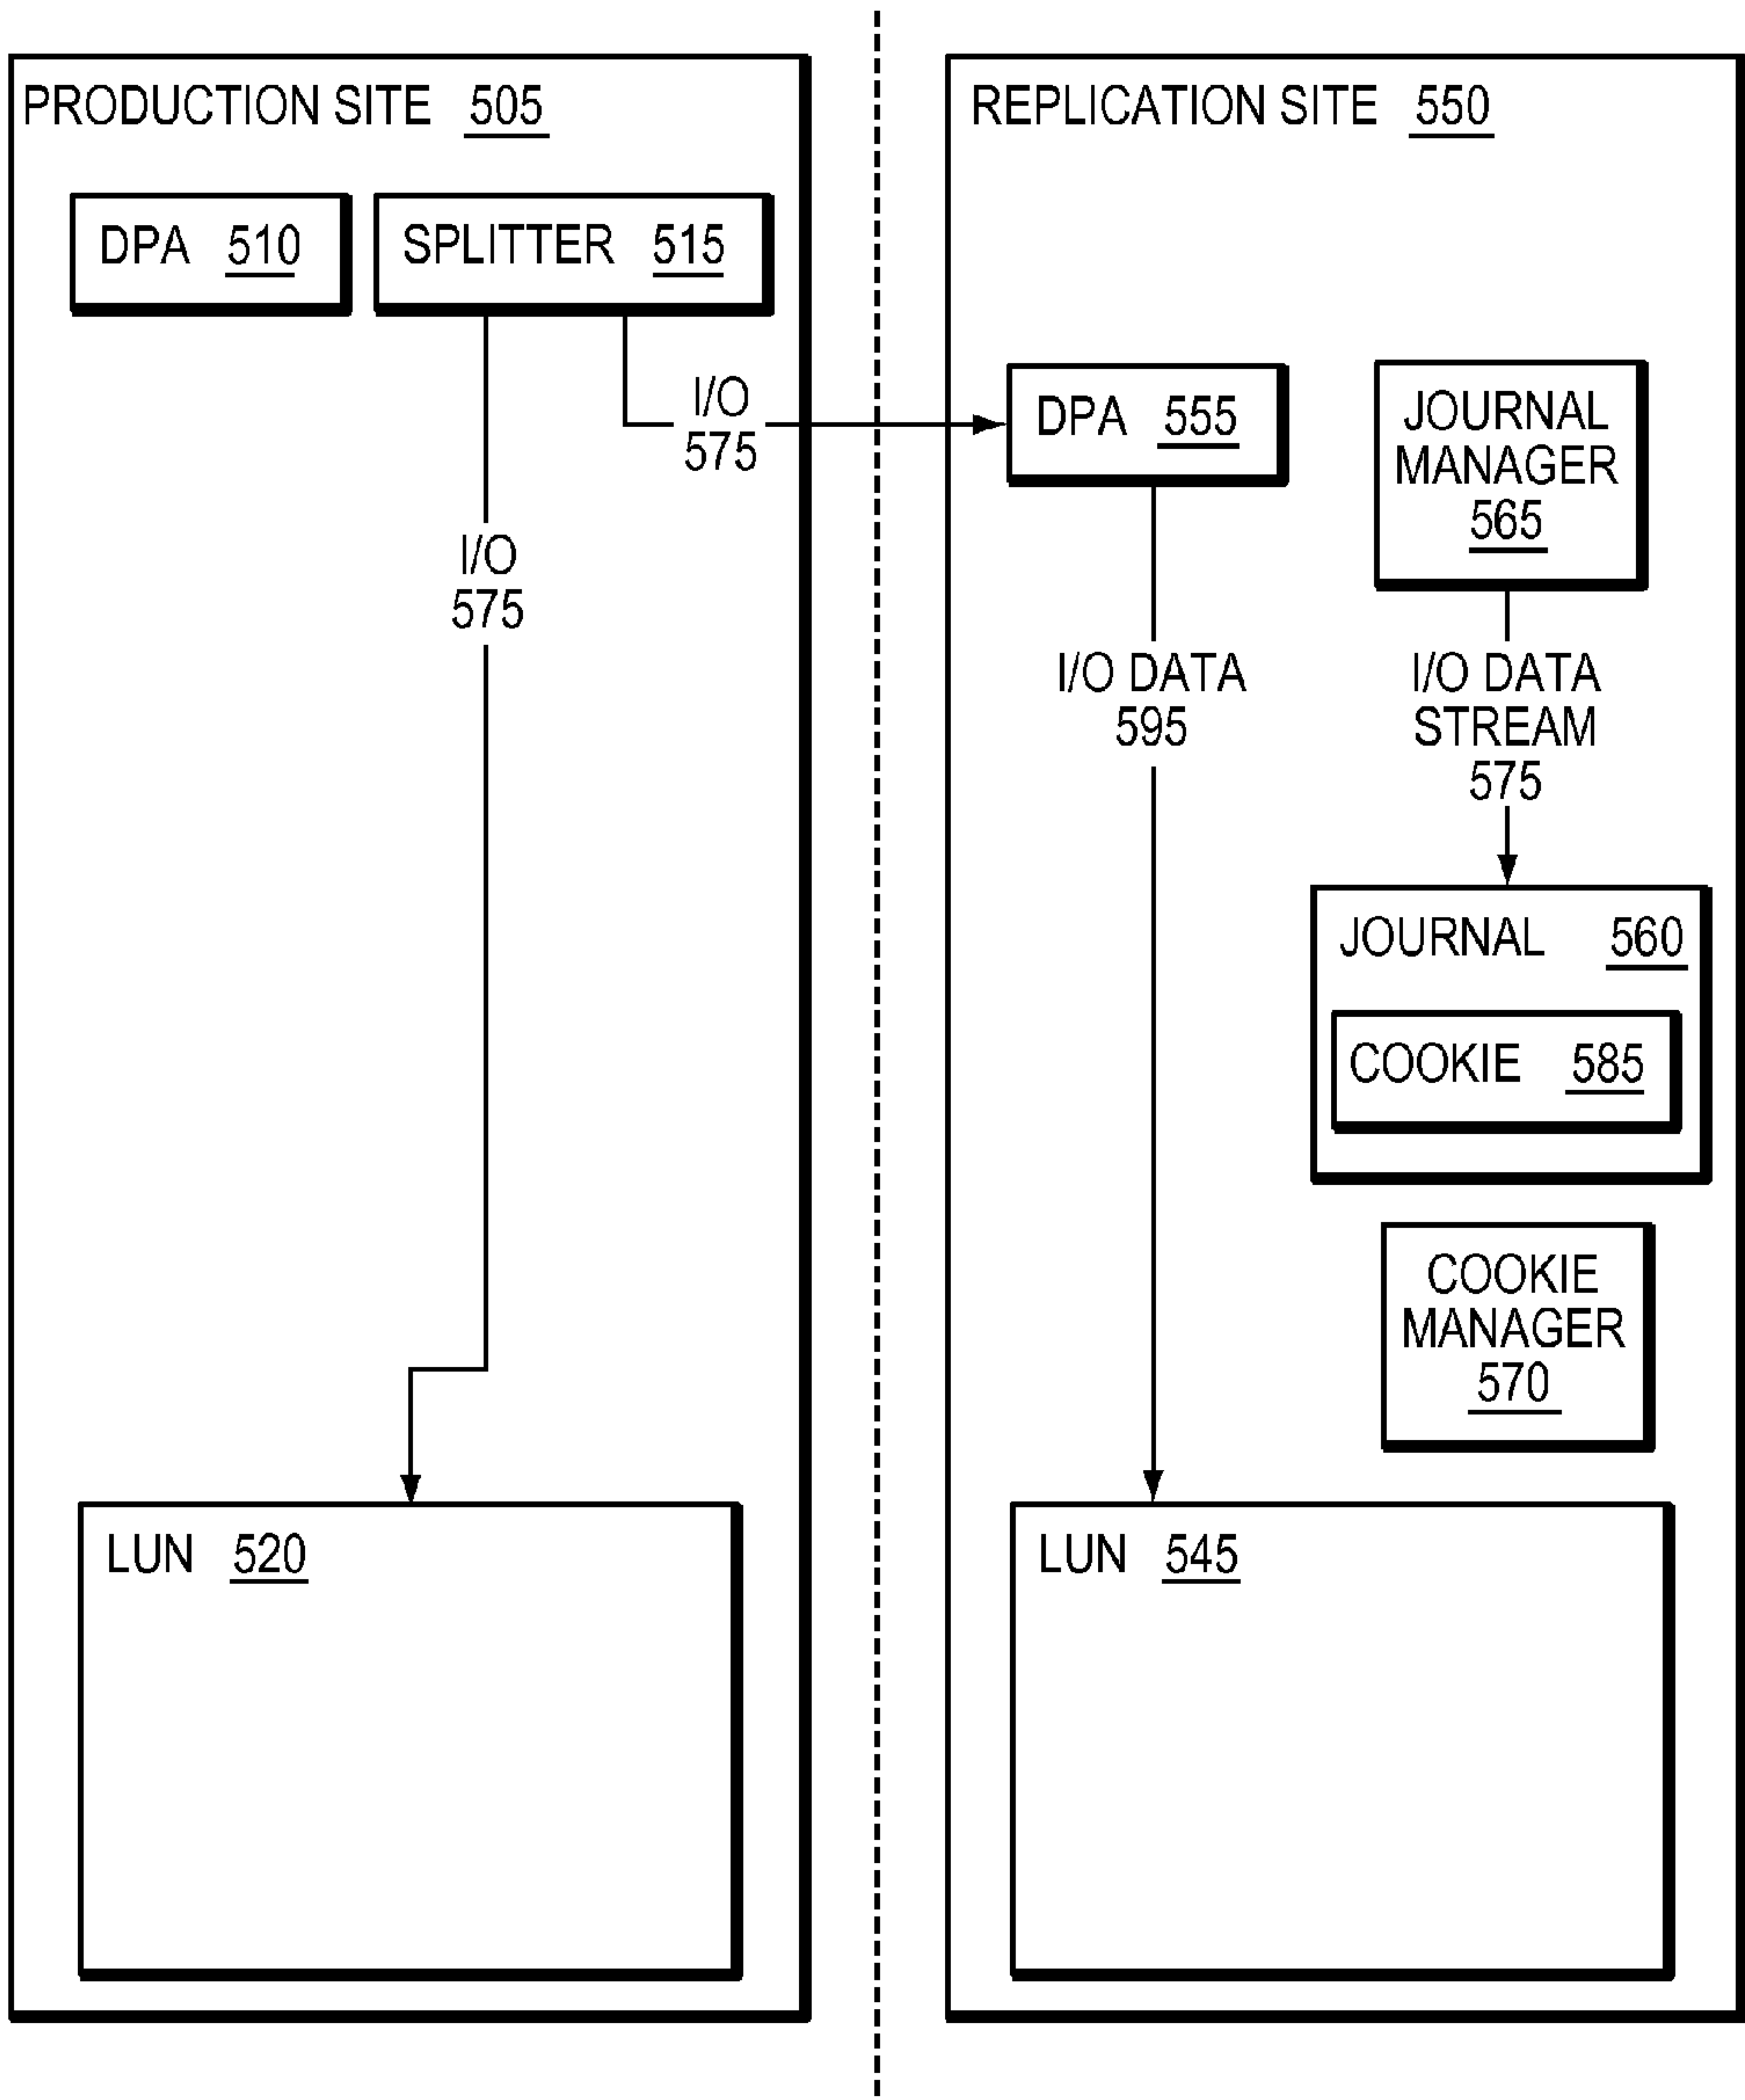 PRODUCTION SITE 505
DPA 510
SPLITTER 515
I/O
575
I/O
575
LUN 520
REPLICATION SITE 550
DPA 555
JOURNAL
MANAGER
565
I/O DATA
595
I/O DATA
STREAM
575
JOURNAL 560
COOKIE 585
COOKIE
MANAGER
570
LUN 545